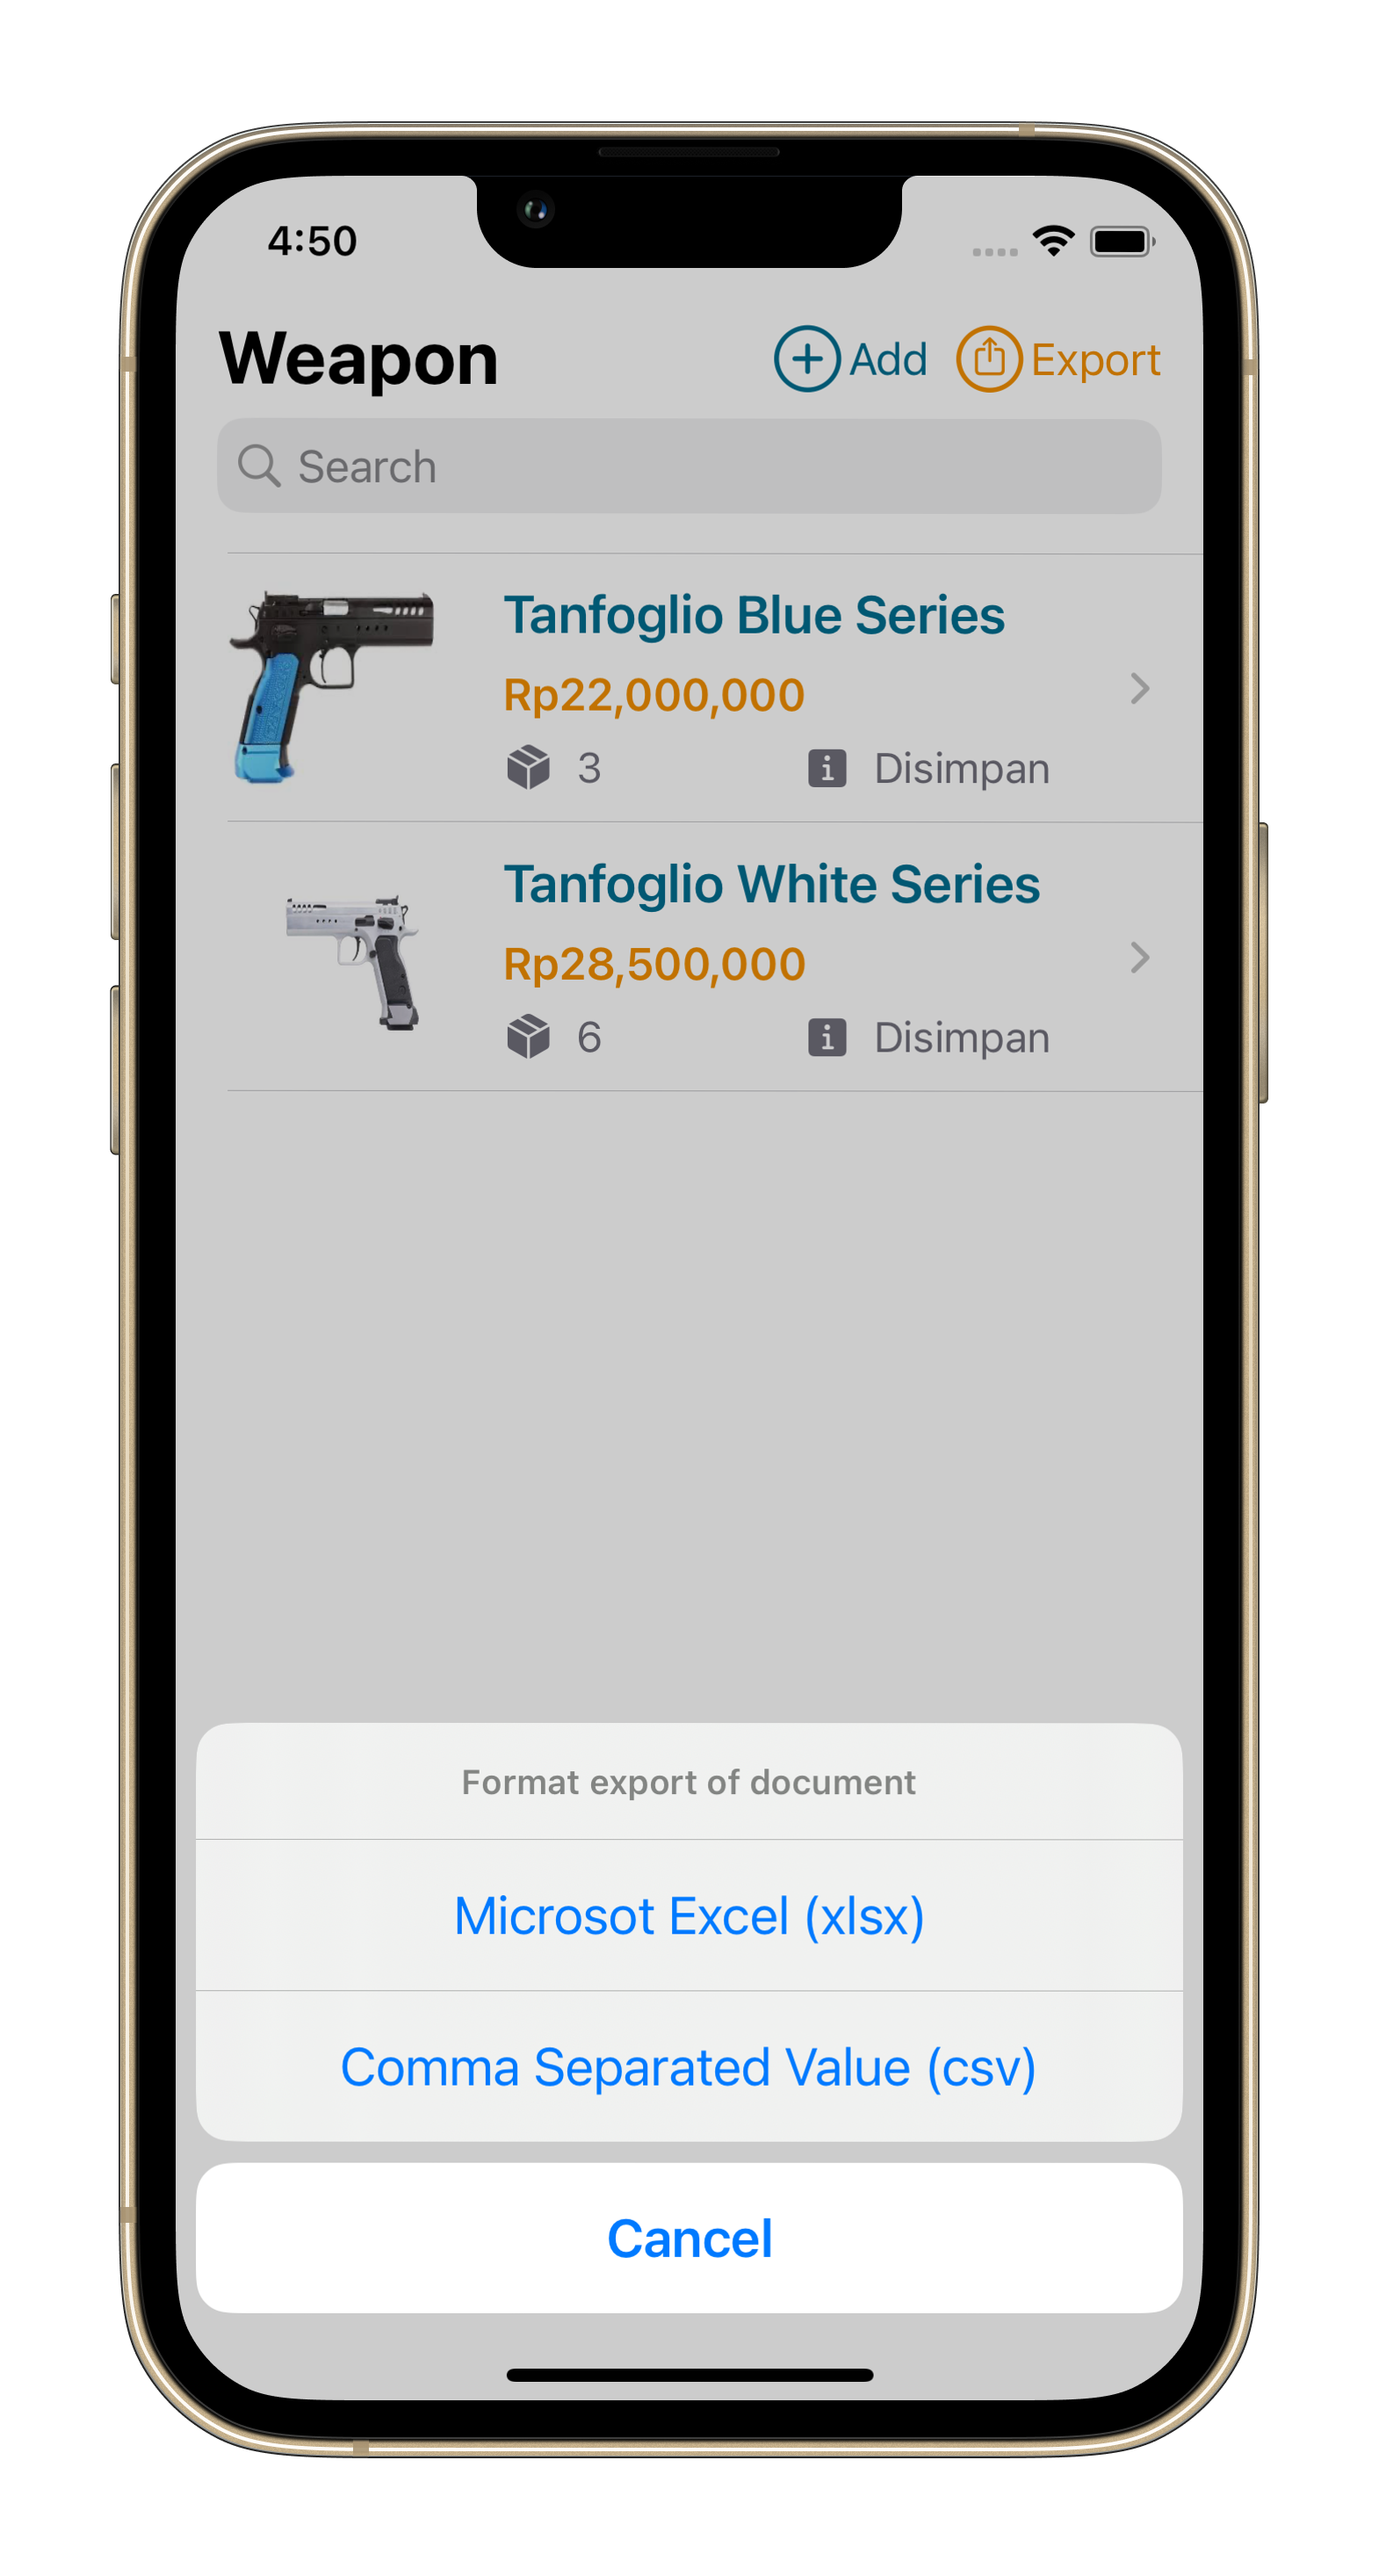 4:50
Weapon
Add
Export
Search
Tanfoglio Blue Series
Rp22,000,000
3
Disimpan
Tanfoglio White Series
Rp28,500,000
6
Disimpan
Format export of document
Microsot Excel (xlsx)
Comma Separated Value (csv)
Cancel